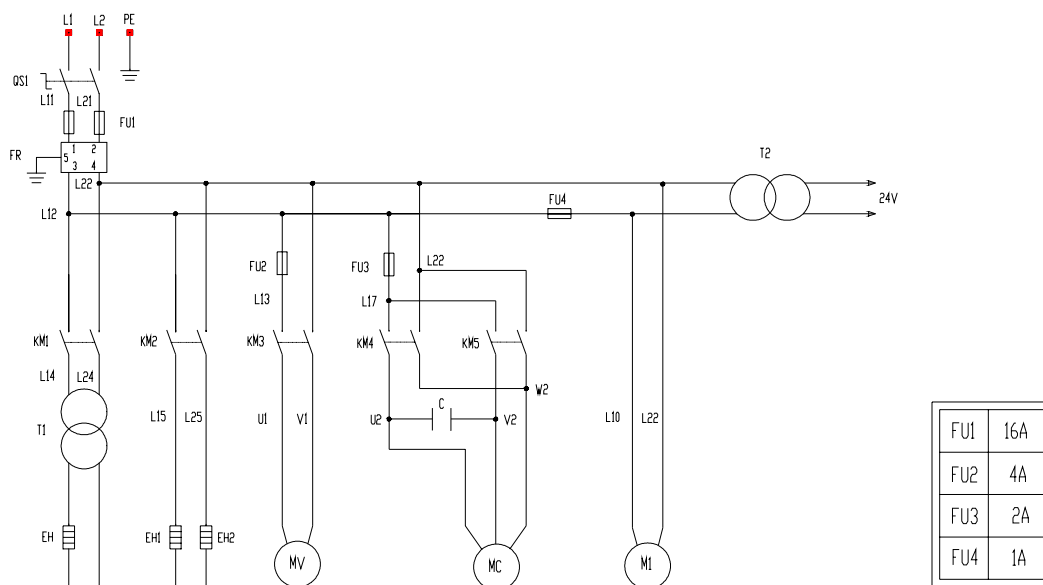 L1 L2 PE
QS1
L11 L21
FU1
1 2
FR 5
3 4
L22
L12
T2
24V
FU4
FU2
FU3
L22
L13
L17
KM1 KM2 KM3 KM4 KM5
L14 L24
W2
C
L15 L25 U1 V1 U2 V2 L10 L22
T1
EH EH1 EH2
MV MC M1
FU1 16A
FU2 4A
FU3 2A
FU4 1A